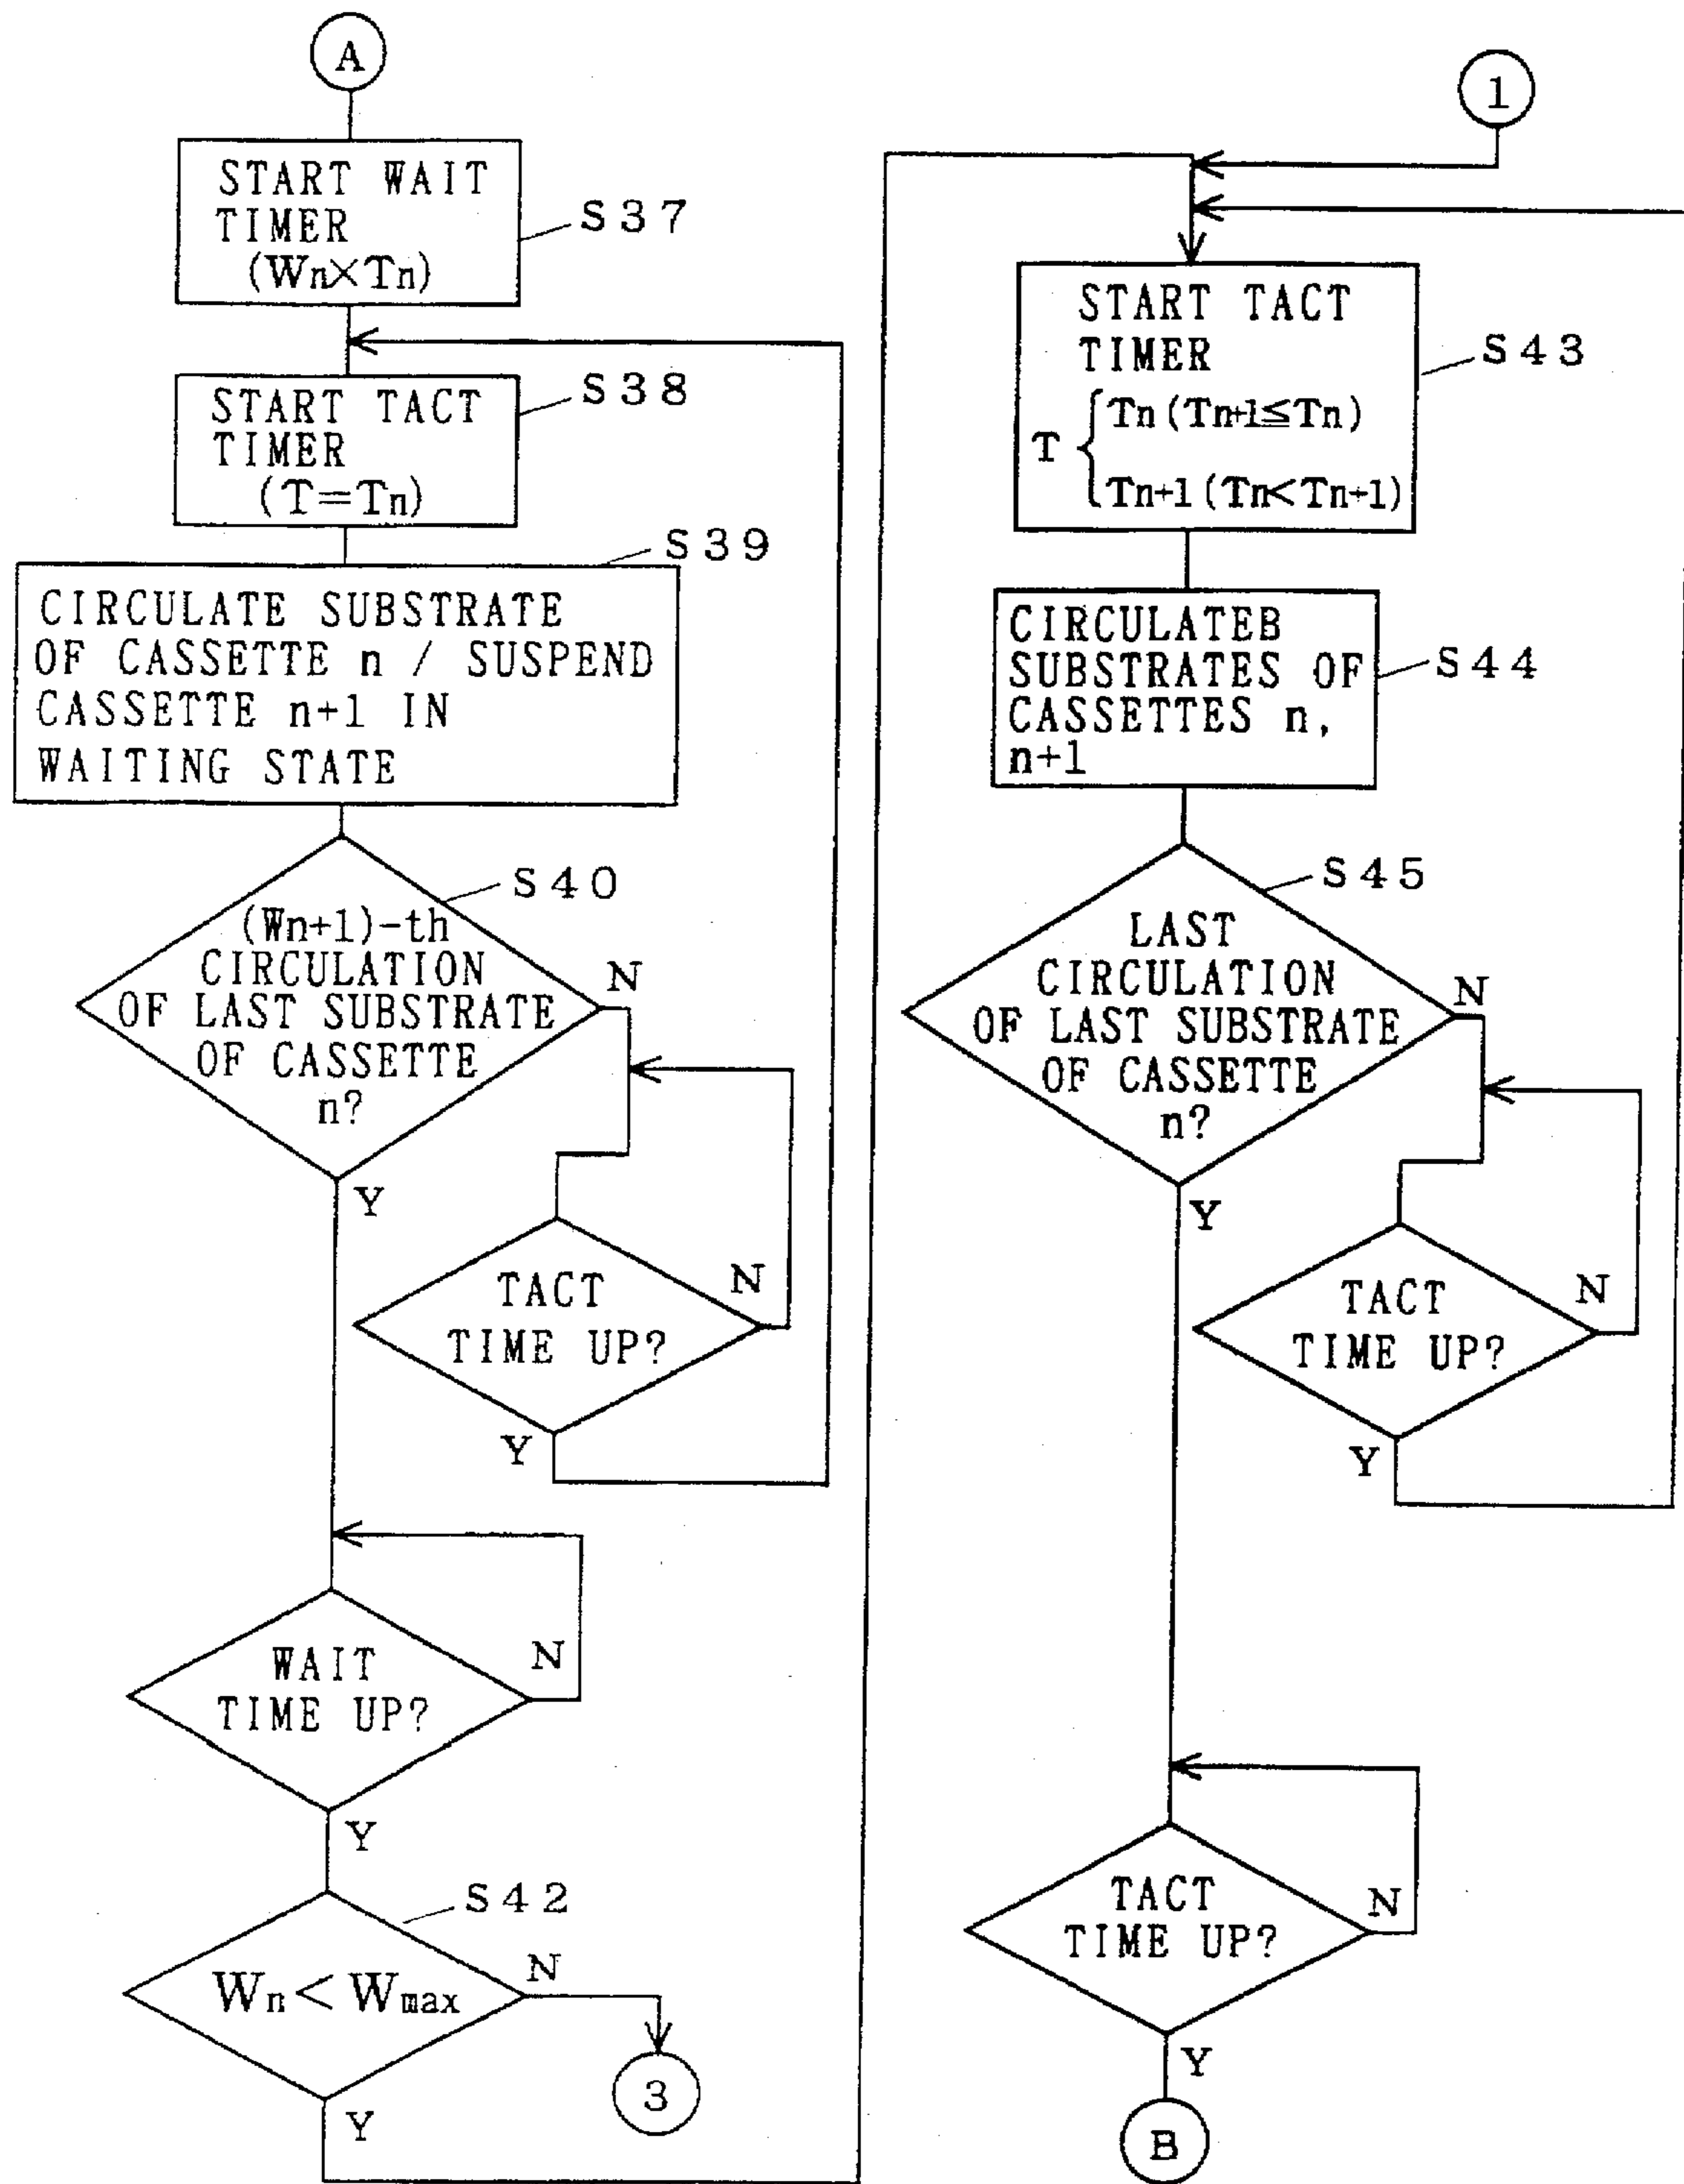 A
START WAIT
TIMER
(Wn×Tn)
S37
START TACT
TIMER
(T=Tn)
S38
S39
CIRCULATE SUBSTRATE
OF CASSETTE n / SUSPEND
CASSETTE n+1 IN
WAITING STATE
S40
(Wn+1)-th
CIRCULATION
OF LAST SUBSTRATE
OF CASSETTE
n?
N
Y
TACT
TIME UP?
N
Y
WAIT
TIME UP?
N
Y
S42
Wn<Wmax
N
3
Y
1
START TACT
TIMER
T { Tn (Tn+1≦Tn)
Tn+1 (Tn<Tn+1)
S43
CIRCULATEB
SUBSTRATES OF
CASSETTES n,
n+1
S44
S45
LAST
CIRCULATION
OF LAST SUBSTRATE
OF CASSETTE
n?
N
Y
TACT
TIME UP?
N
Y
TACT
TIME UP?
N
Y
B